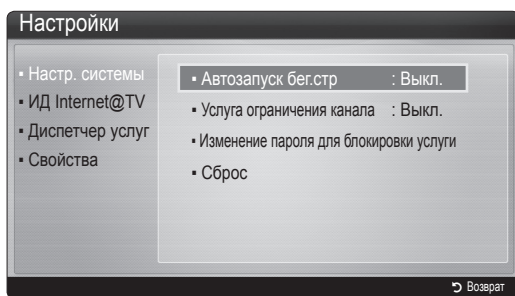 Настройки
▪ Настр. системы
▪ ИД Internet@TV
▪ Диспетчер услуг
▪ Свойства
▪ Автозапуск бег.стр : Выкл.
▪ Услуга ограничения канала : Выкл.
▪ Изменение пароля для блокировки услуги
▪ Сброс
Возврат